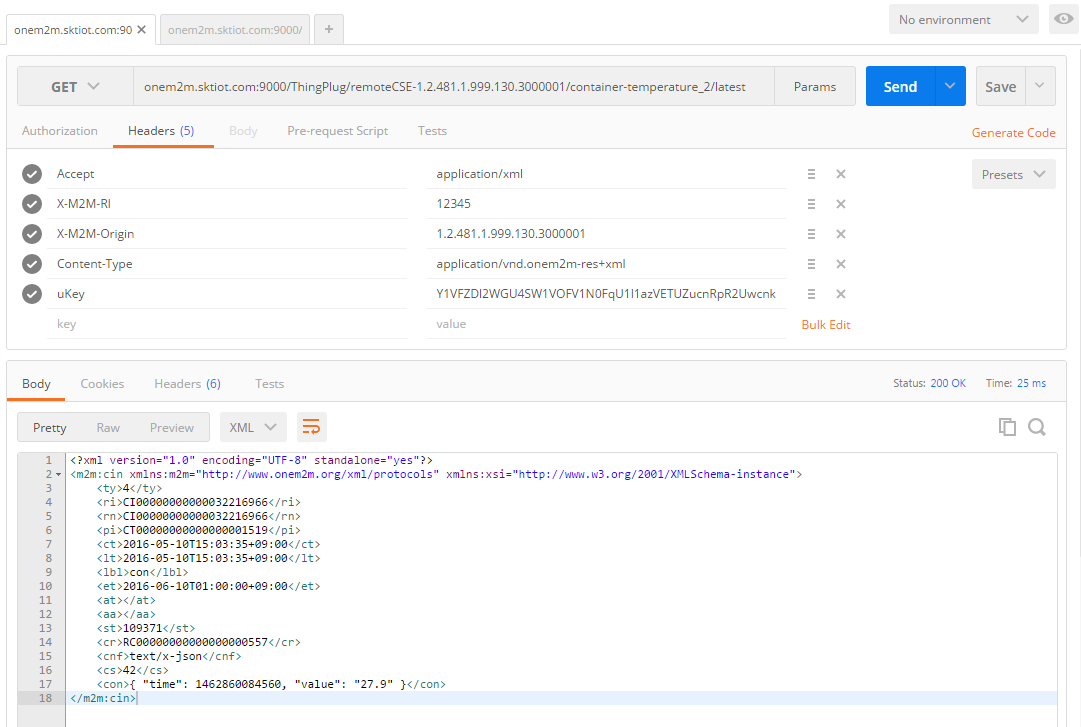 onem2m.sktiot.com:90 onem2m.sktiot.com:9000/ +
No environment
GET onem2m.sktiot.com:9000/ThingPlug/remoteCSE-1.2.481.1.999.130.3000001/container-temperature_2/latest Params Send Save
Authorization Headers (5) Body Pre-request Script Tests Generate Code
Accept application/xml Presets
X-M2M-RI 12345
X-M2M-Origin 1.2.481.1.999.130.3000001
Content-Type application/vnd.onem2m-res+xml
uKey Y1VFZDI2WGU4SW1VOFV1N0FqU1I1azVETUZucnRpR2Uwcnk
key value Bulk Edit
Body Cookies Headers (6) Tests Status: 200 OK Time: 25 ms
Pretty Raw Preview XML
1 <?xml version="1.0" encoding="UTF-8" standalone="yes"?>
2 <m2m:cin xmlns:m2m="http://www.onem2m.org/xml/protocols" xmlns:xsi="http://www.w3.org/2001/XMLSchema-instance">
3 <ty>4</ty>
4 <ri>CI00000000000032216966</ri>
5 <rn>CI00000000000032216966</rn>
6 <pi>CT00000000000000001519</pi>
7 <ct>2016-05-10T15:03:35+09:00</ct>
8 <lt>2016-05-10T15:03:35+09:00</lt>
9 <lbl>con</lbl>
10 <et>2016-06-10T01:00:00+09:00</et>
11 <at></at>
12 <aa></aa>
13 <st>109371</st>
14 <cr>RC00000000000000000557</cr>
15 <cnf>text/x-json</cnf>
16 <cs>42</cs>
17 <con>{ "time": 1462860084560, "value": "27.9" }</con>
18 </m2m:cin>